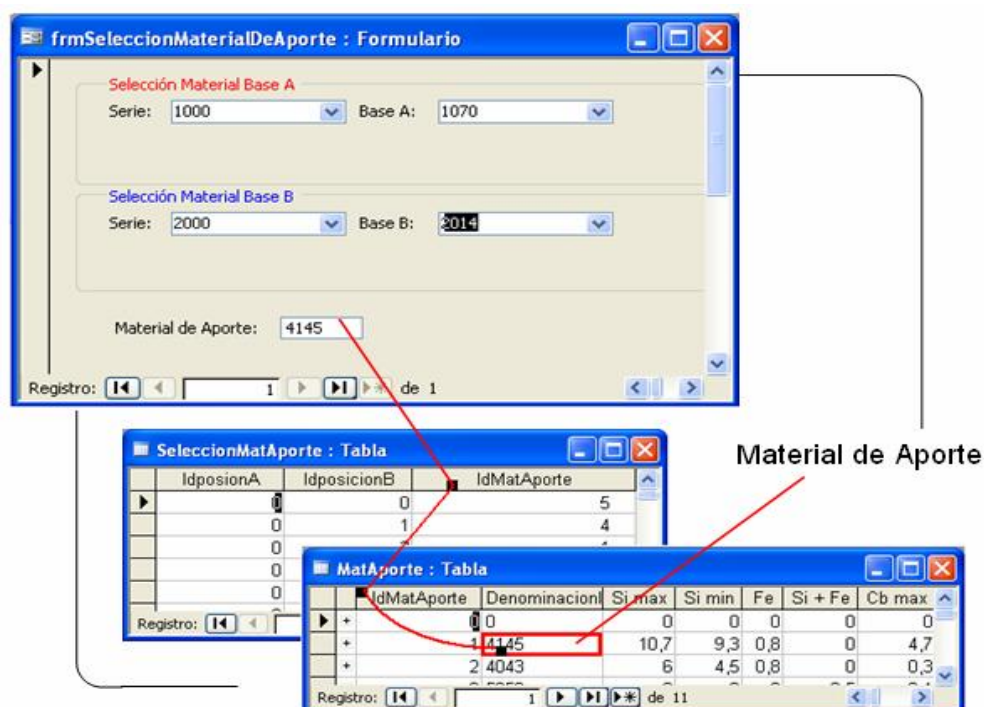 frmSeleccionMaterialDeAporte : Formulario
Selección Material Base A
Serie: 1000 Base A: 1070
Selección Material Base B
Serie: 2000 Base B: 2014
Material de Aporte: 4145
Registro: 1 de 1
Material de Aporte
SeleccionMatAporte : Tabla
IdposionA IdposicionB IdMatAporte
0 0 5
0 1 4
0
0
0
0
Registro:
MatAporte : Tabla
IdMatAporte Denominacionl Si max Si min Fe Si + Fe Cb max
0 0 0 0 0 0 0
+ 1 4145 10,7 9,3 0,8 0 4,7
+ 2 4043 6 4,5 0,8 0 0,3
Registro: 1 de 11